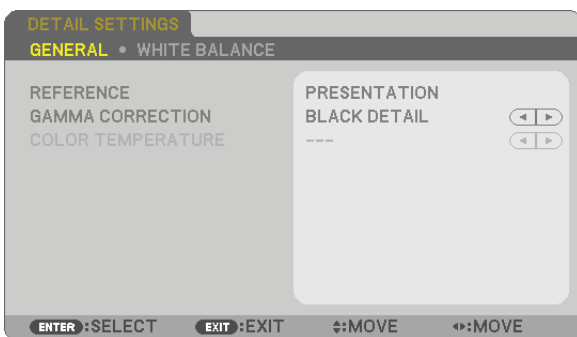 DETAIL SETTINGS
GENERAL • WHITE BALANCE
REFERENCE PRESENTATION
GAMMA CORRECTION BLACK DETAIL
COLOR TEMPERATURE ---
ENTER :SELECT EXIT :EXIT :MOVE :MOVE